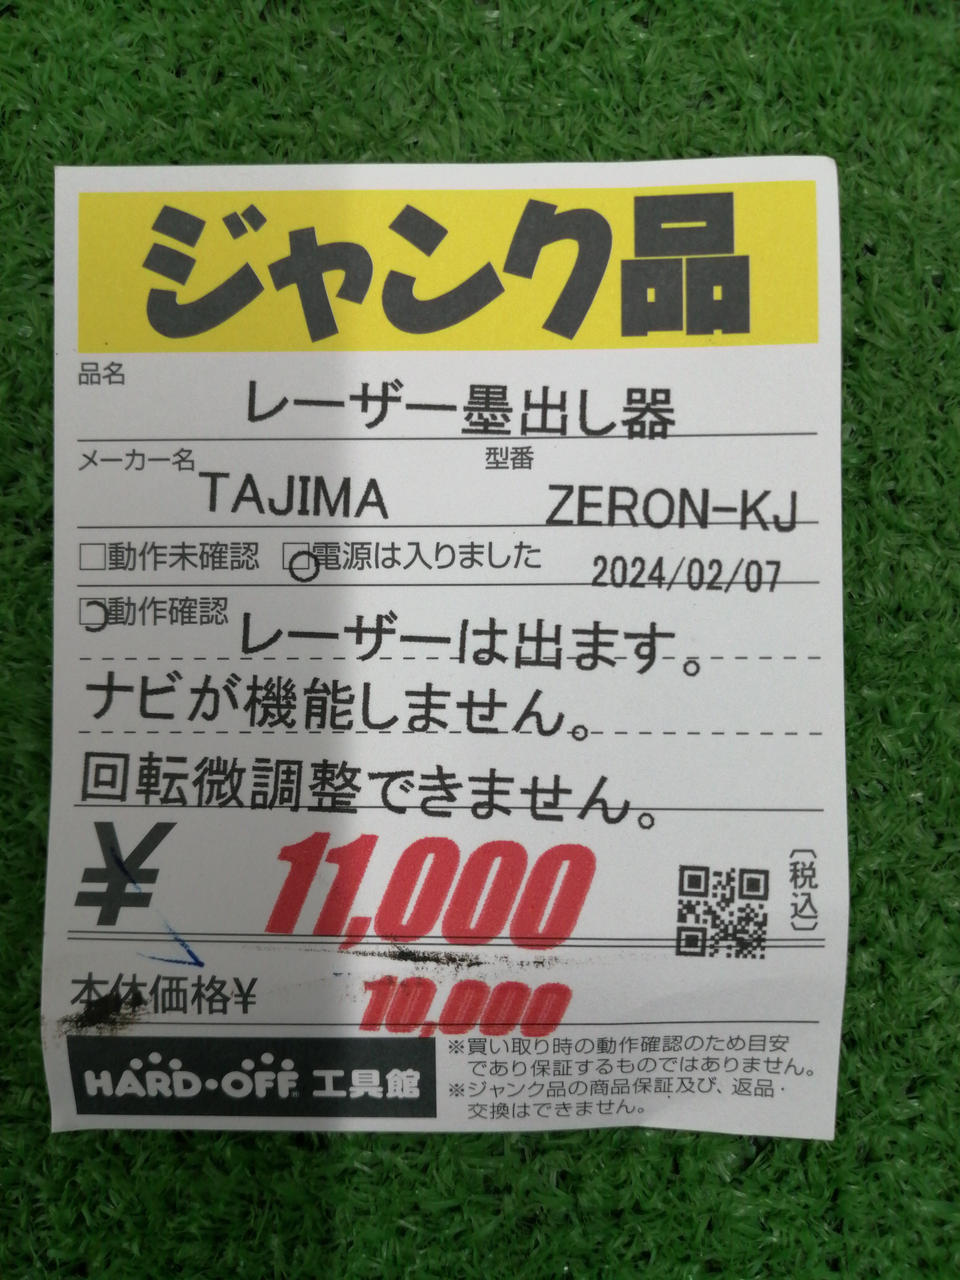 ジャンク品
品名
レーザー墨出し器
メーカー名 型番
TAJIMA ZERON-KJ
□動作未確認 □電源は入りました
2024/02/07
□動作確認
レーザーは出ます。
ナビが機能しません。
回転微調整できません。
¥ 11,000 〔税込〕
本体価格¥ 10,000
HARD・OFF 工具館
※買い取り時の動作確認のため目安
であり保証するものではありません。
※ジャンク品の商品保証及び、返品・
交換はできません。